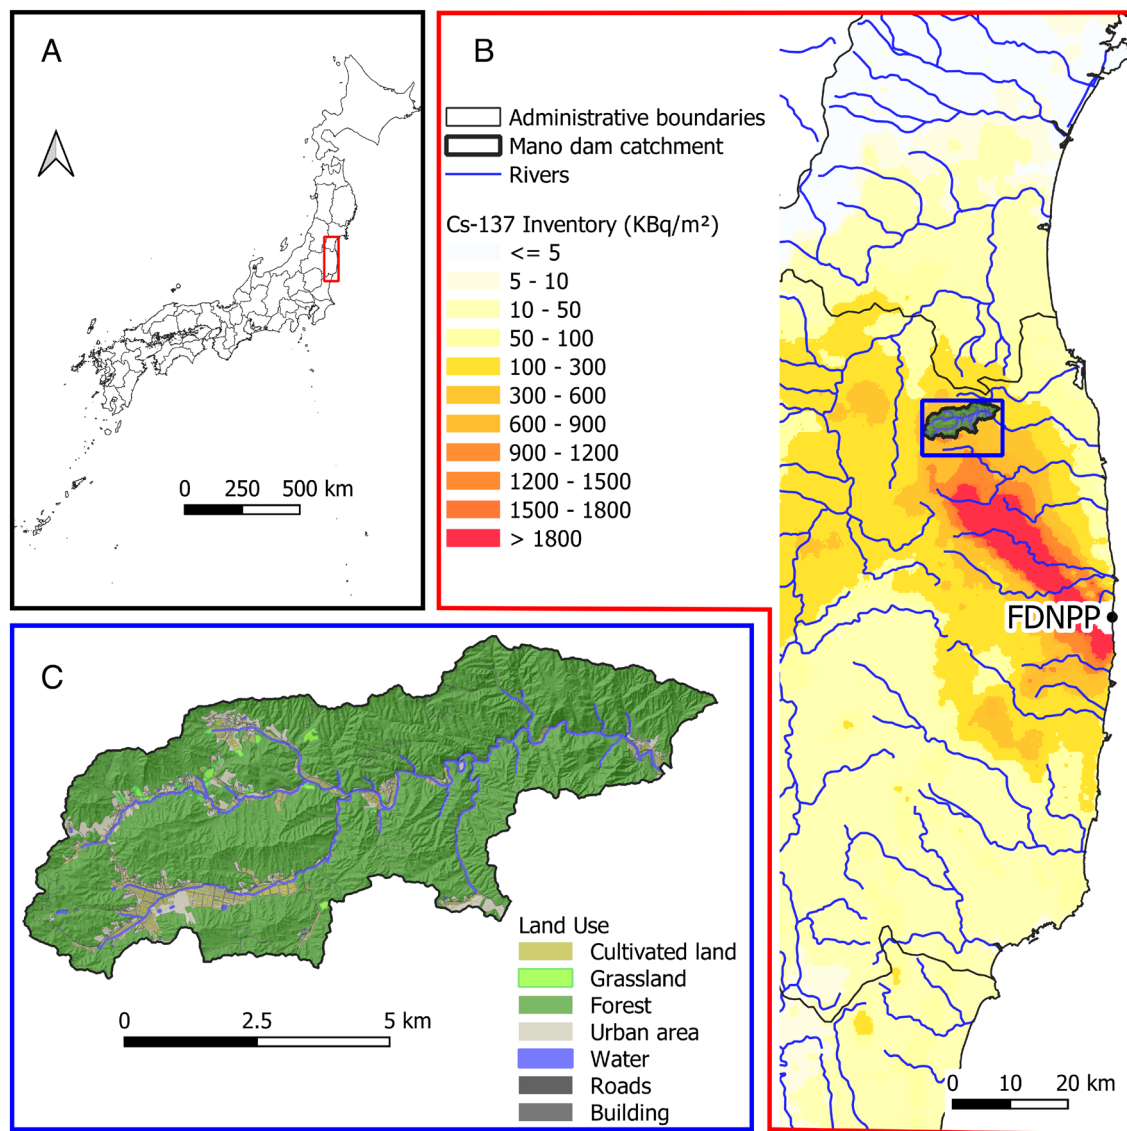 A
0 250 500 km
B
Administrative boundaries
Mano dam catchment
Rivers
Cs-137 Inventory (KBq/m²)
<= 5
5 - 10
10 - 50
50 - 100
100 - 300
300 - 600
600 - 900
900 - 1200
1200 - 1500
1500 - 1800
> 1800
FDNPP
0 10 20 km
C
Land Use
Cultivated land
Grassland
Forest
Urban area
Water
Roads
Building
0 2.5 5 km